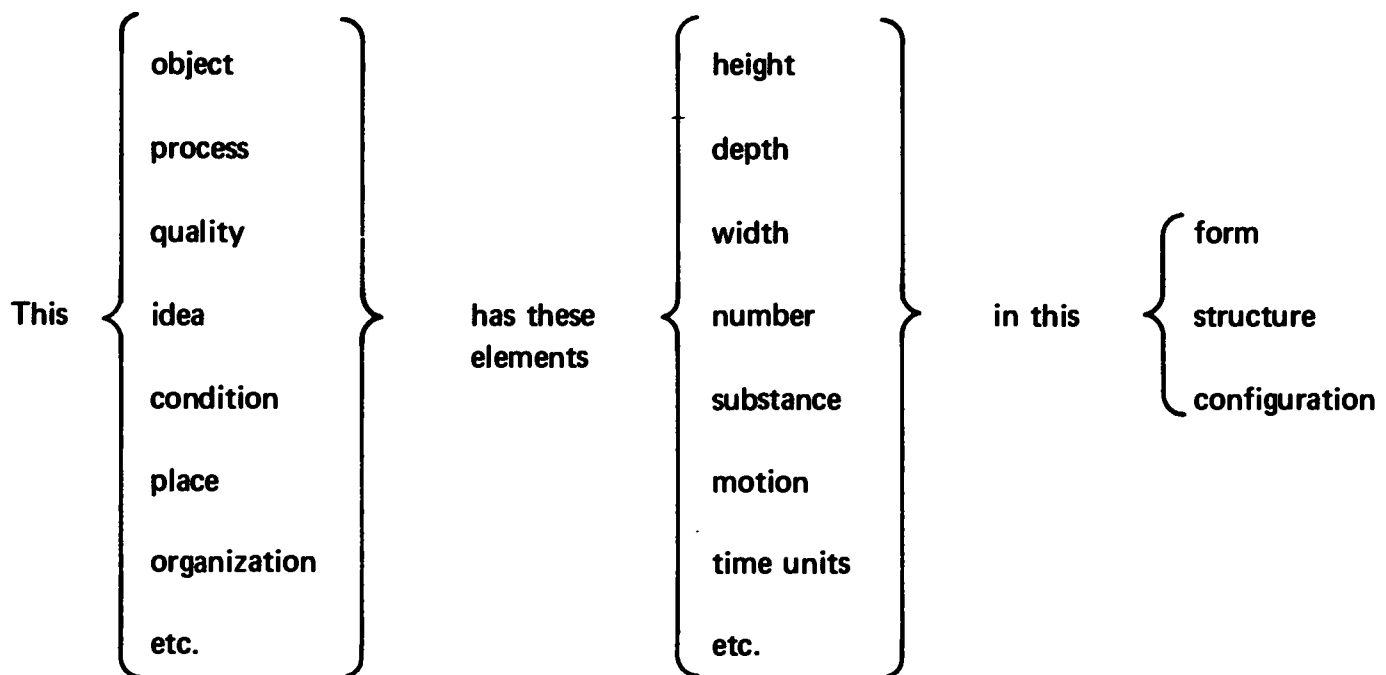 object height
process depth
quality width form
This idea has these number in this structure
elements
condition substance configuration
place motion
organization time units
etc. etc.